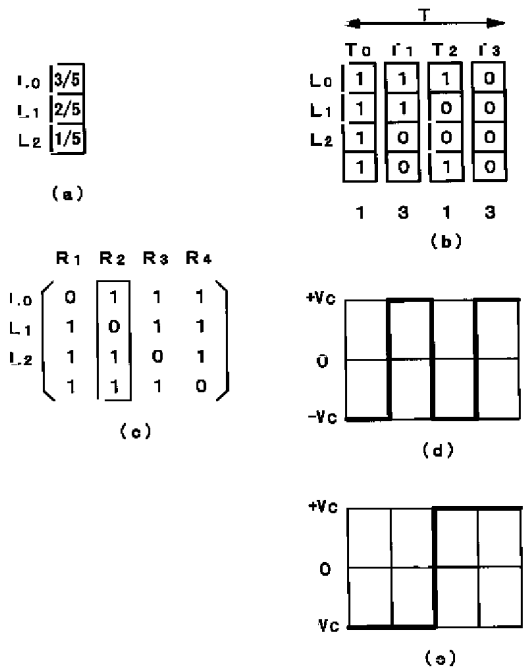 T
T0 T1 T2 T3
L0 3/5
L1 2/5
L2 1/5
(a)
L0 1 1 1 0
L1 1 1 0 0
L2 1 0 0 0
1 0 1 0
1 3 1 3
(b)
R1 R2 R3 R4
L0 0 1 1 1
L1 1 0 1 1
L2 1 1 0 1
1 1 1 0
(c)
+Vc
0
-Vc
(d)
+Vc
0
Vc
(e)